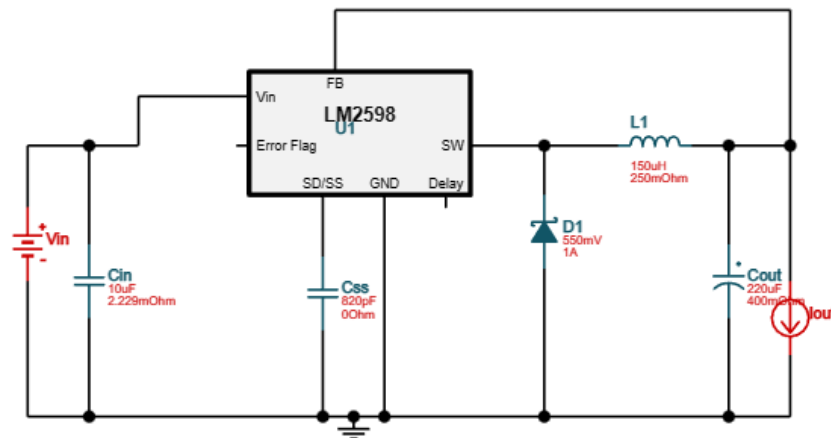 FB
Vin
LM2598
U1
Error Flag
SW
SD/SS
GND
Delay
L1
150uH
250mOhm
+
Vin
-
Cin
10uF
2.229mOhm
Css
820pF
0Ohm
D1
550mV
1A
Cout
220uF
400mOhm
Iou